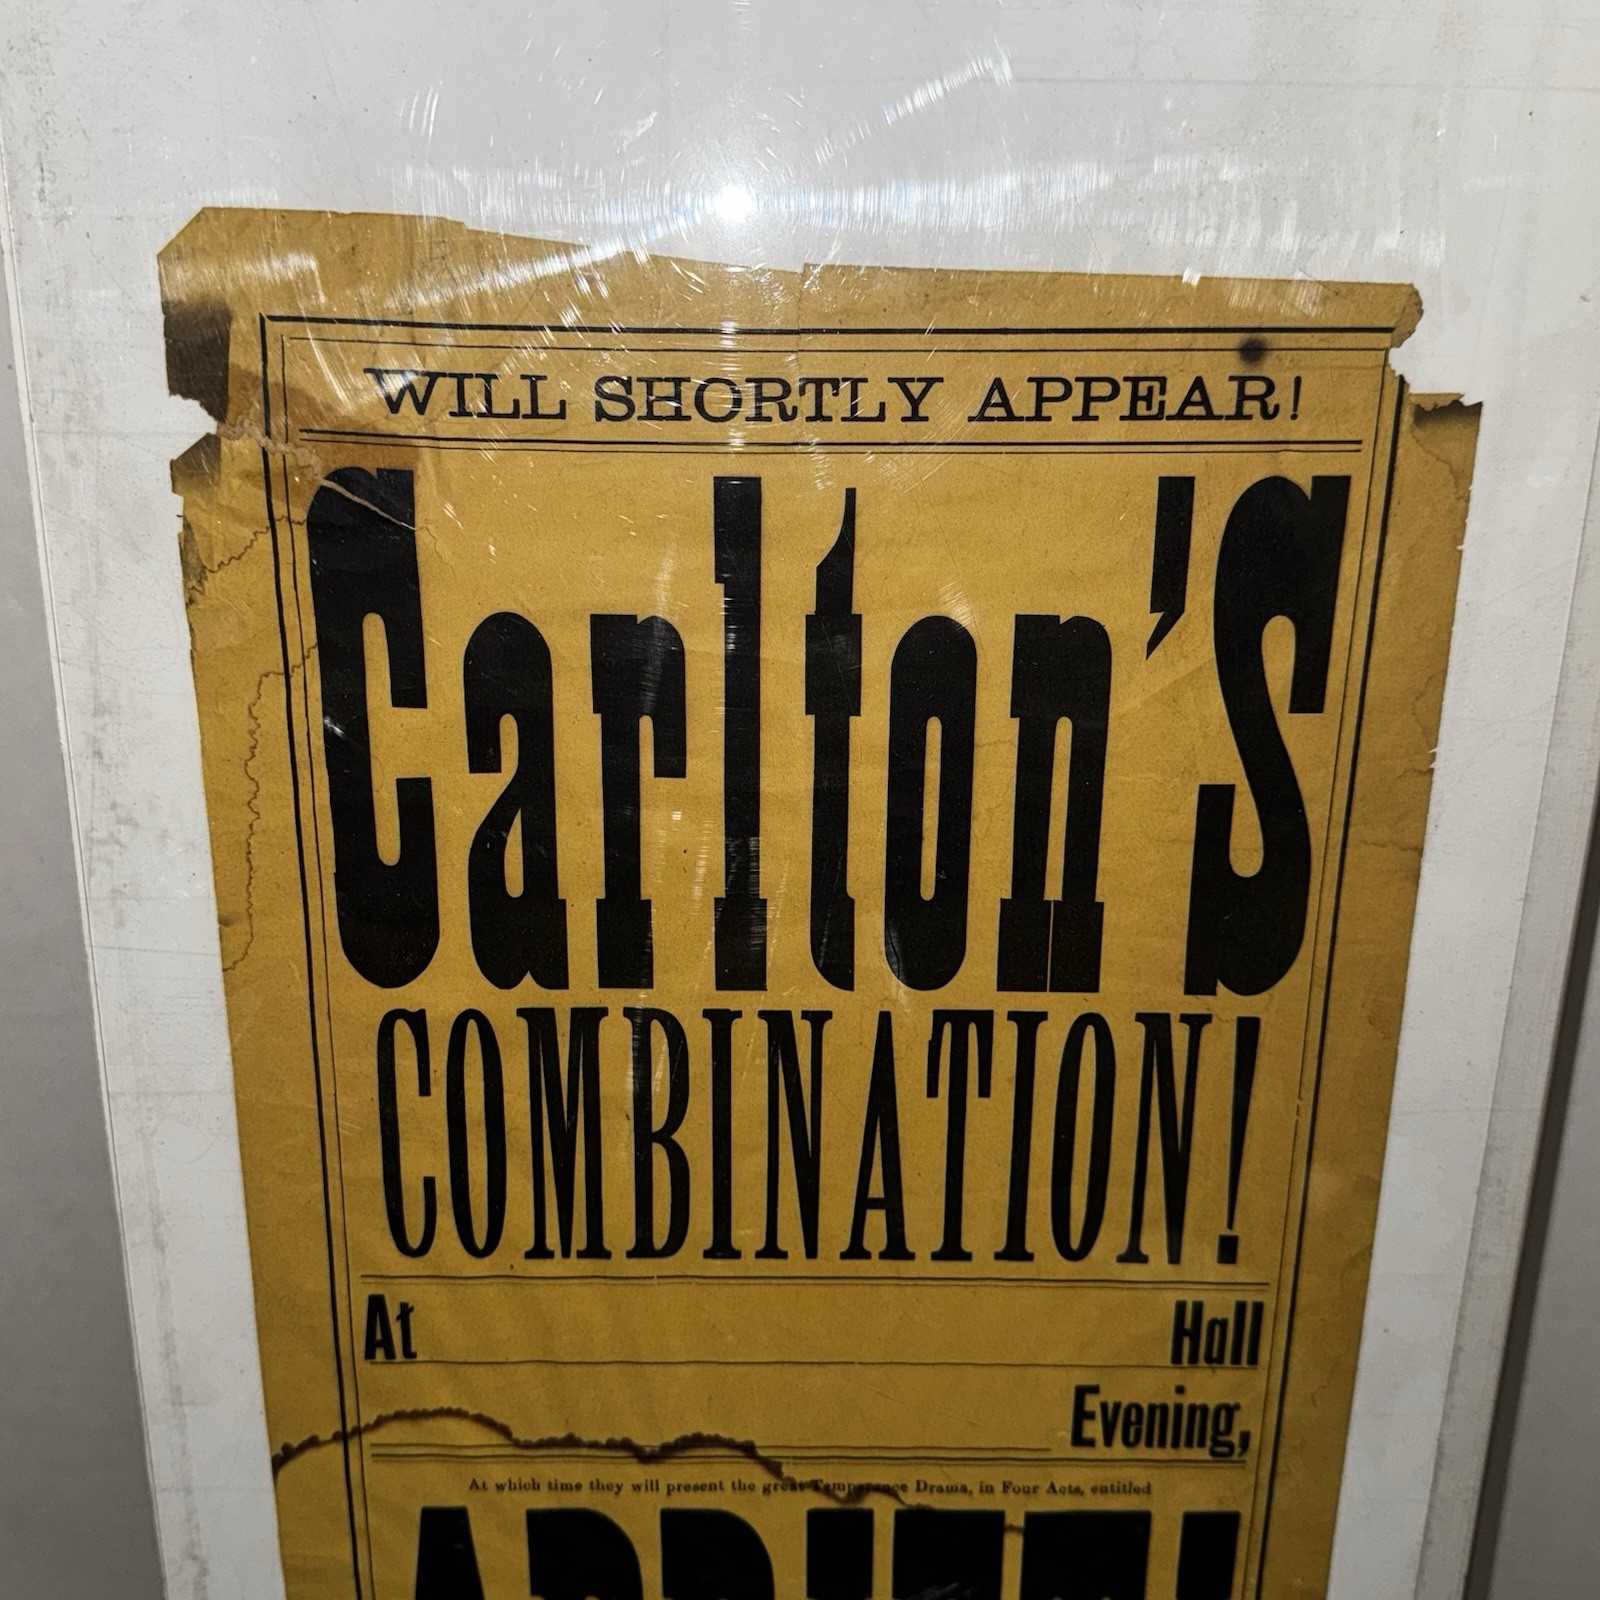 WILL SHORTLY APPEAR!
Carlton'S
COMBINATION!
At Hall
Evening,
At which time they will present the great Temperance Drama, in Four Acts, entitled